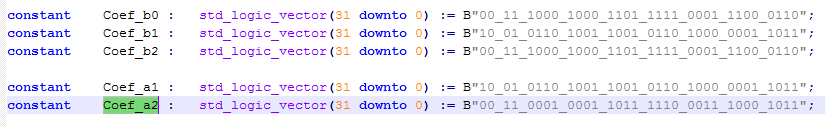 constant Coef_b0 : std_logic_vector(31 downto 0) := B"00_11_1000_1000_1101_1111_0001_1100_0110";
constant Coef_b1 : std_logic_vector(31 downto 0) := B"10_01_0110_1001_1001_0110_1000_0001_1011";
constant Coef_b2 : std_logic_vector(31 downto 0) := B"00_11_1000_1000_1101_1111_0001_1100_0110";
constant Coef_a1 : std_logic_vector(31 downto 0) := B"10_01_0110_1001_1001_0110_1000_0001_1011";
constant Coef_a2 : std_logic_vector(31 downto 0) := B"00_11_0001_0001_1011_1110_0011_1000_1011";